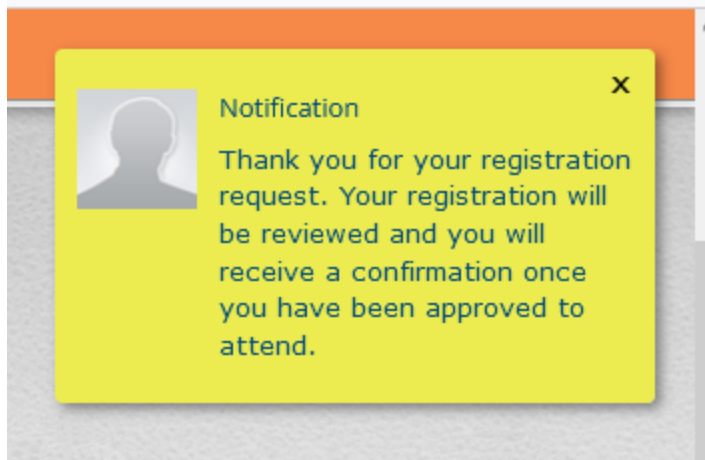 x
Notification
Thank you for your registration
request. Your registration will
be reviewed and you will
receive a confirmation once
you have been approved to
attend.